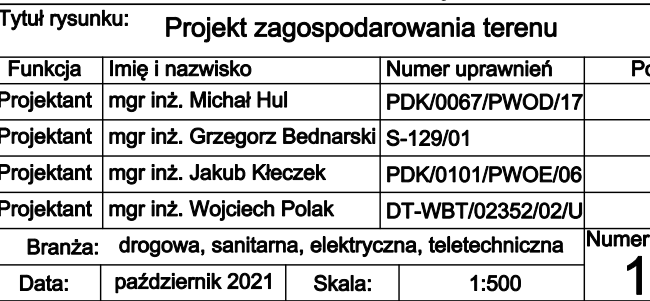 Tytuł rysunku: Projekt zagospodarowania terenu
Funkcja Imię i nazwisko Numer uprawnień
Projektant mgr inż. Michał Hul PDK/0067/PWOD/17
Projektant mgr inż. Grzegorz Bednarski S-129/01
Projektant mgr inż. Jakub Kłeczek PDK/0101/PWOE/06
Projektant mgr inż. Wojciech Polak DT-WBT/02352/02/U
Branża: drogowa, sanitarna, elektryczna, teletechniczna Numer
Data: październik 2021 Skala: 1:500 1